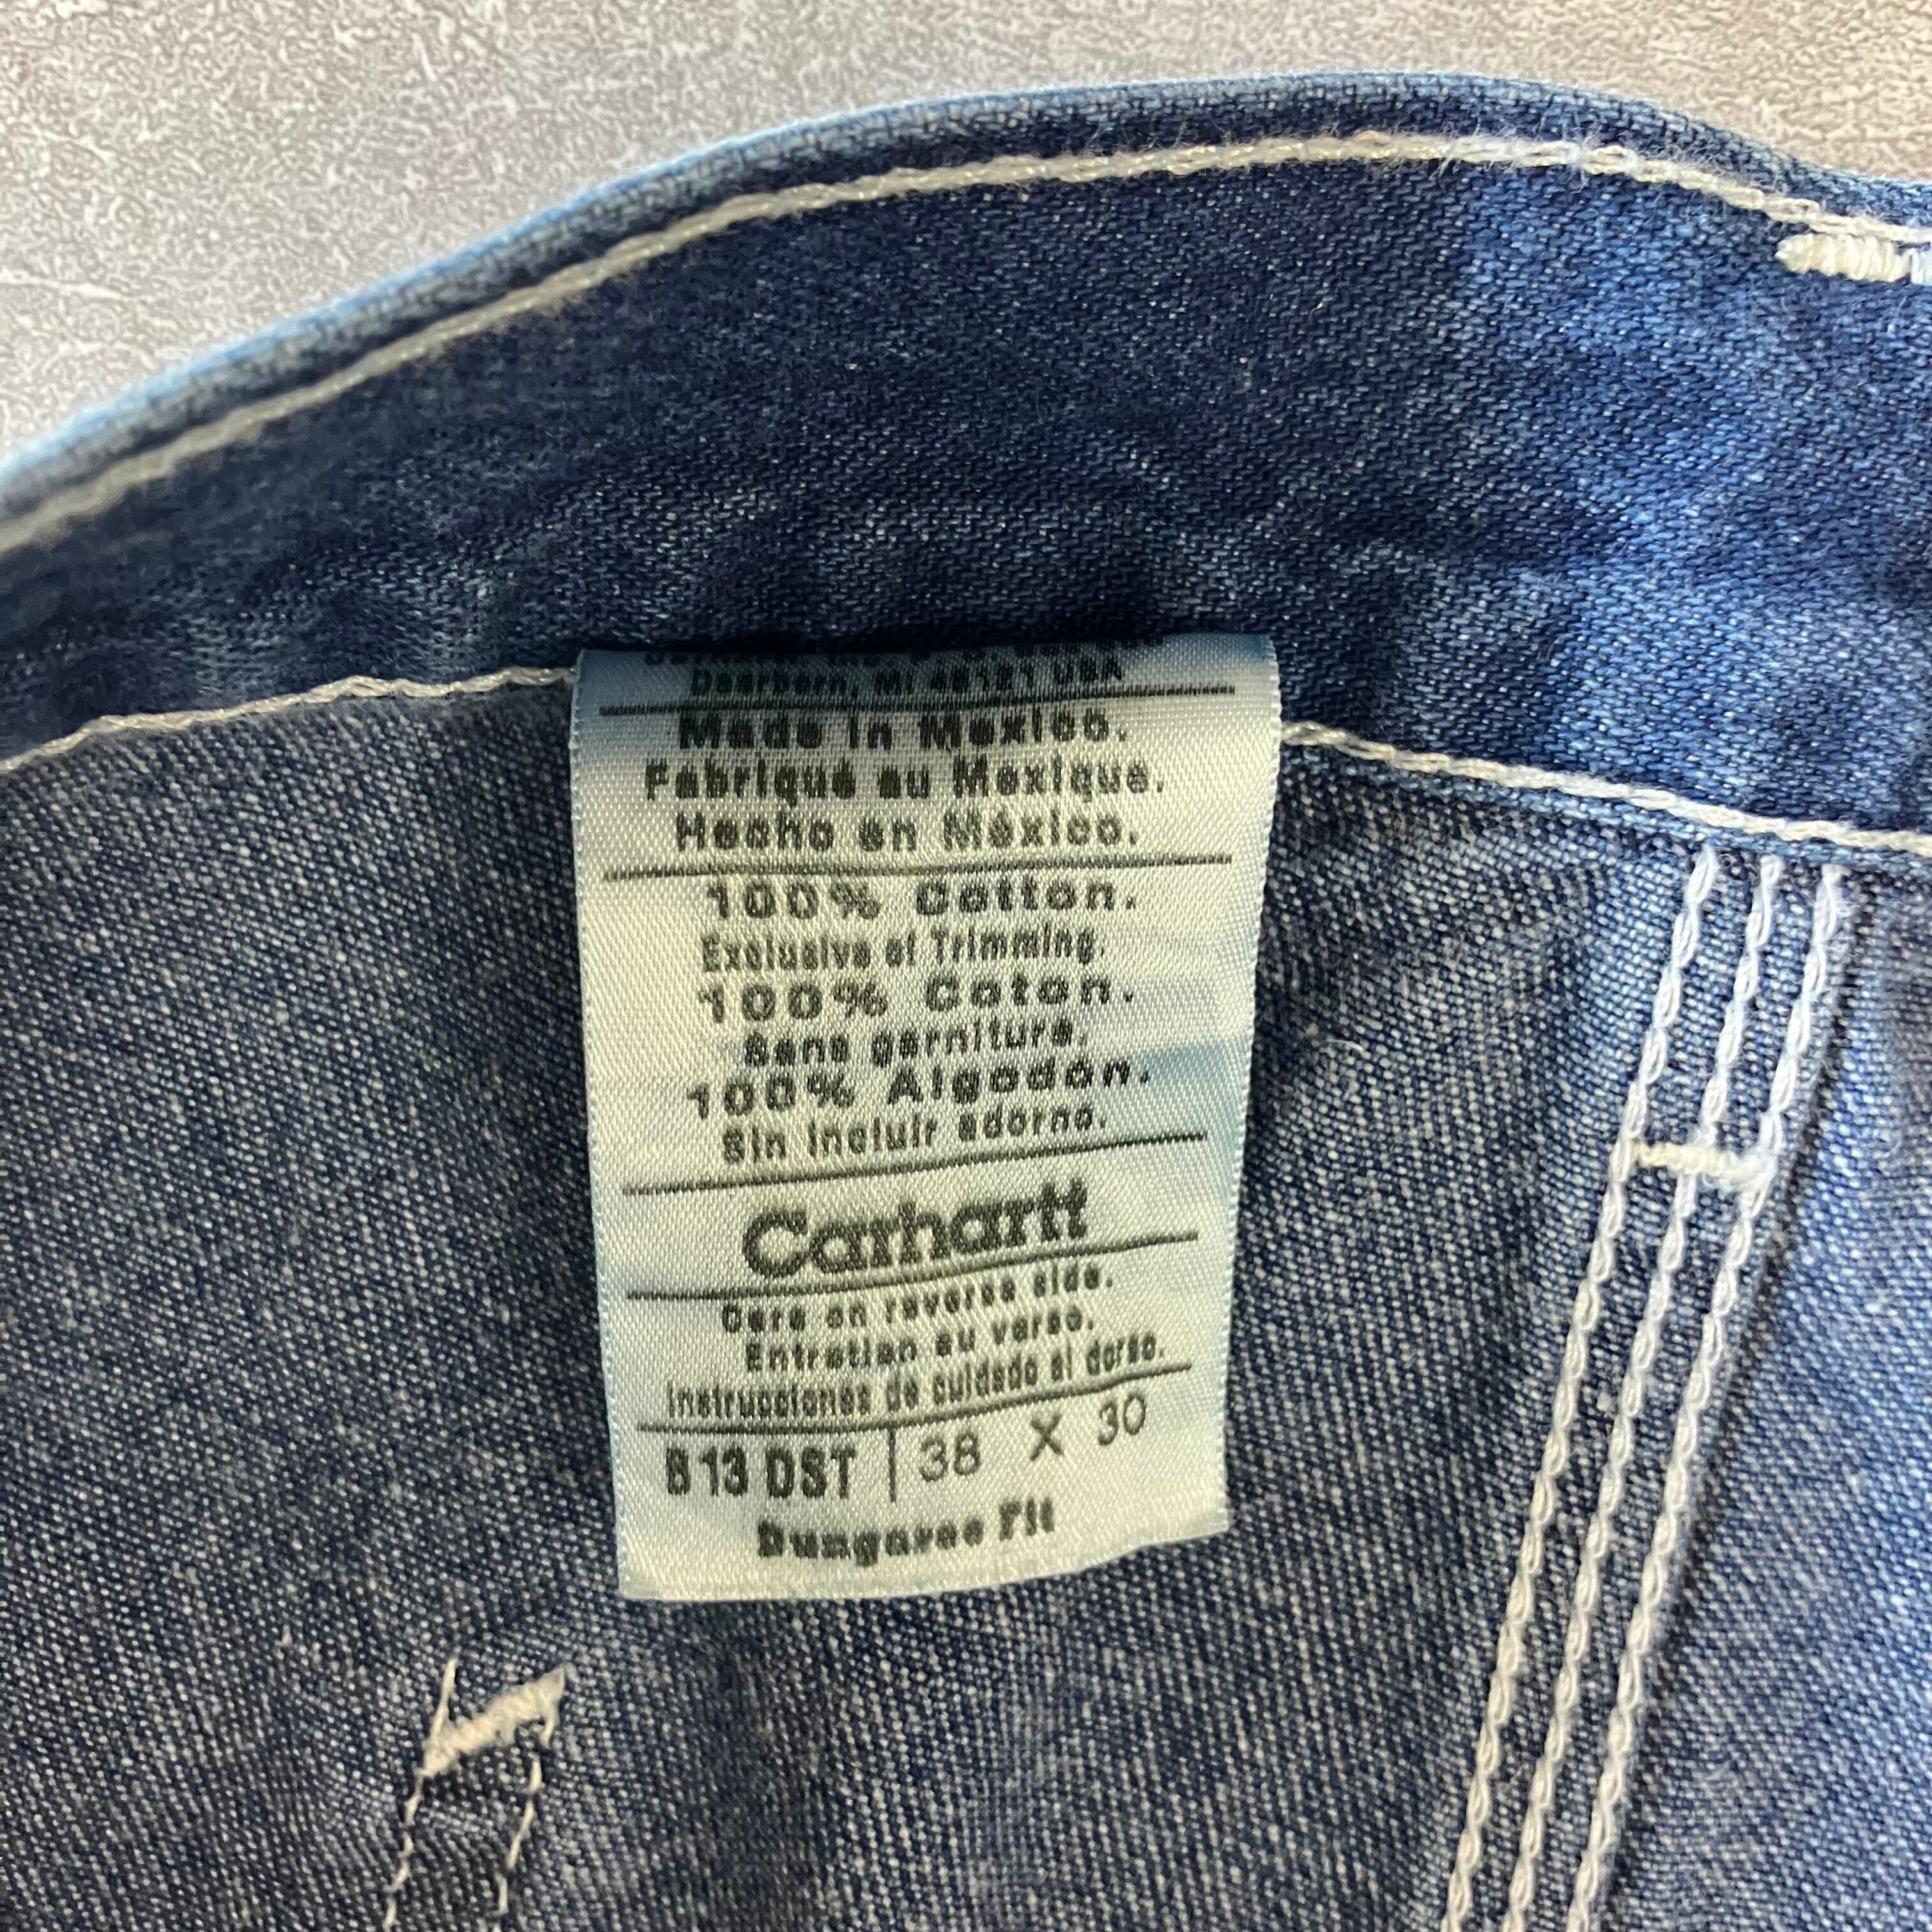 Dearborn, MI 48121 USA
Made in Mexico.
Fabriqué au Mexique.
Hecho en México.
100% Cotton.
Exclusive of Trimming.
100% Coton.
Sans garniture.
100% Algodón.
Sin incluir adorno.
Carhartt
Care on reverse side.
Entretien au verso.
Instrucciones de cuidado al dorso.
B13 DST | 38 X 30
Dungaree Fit